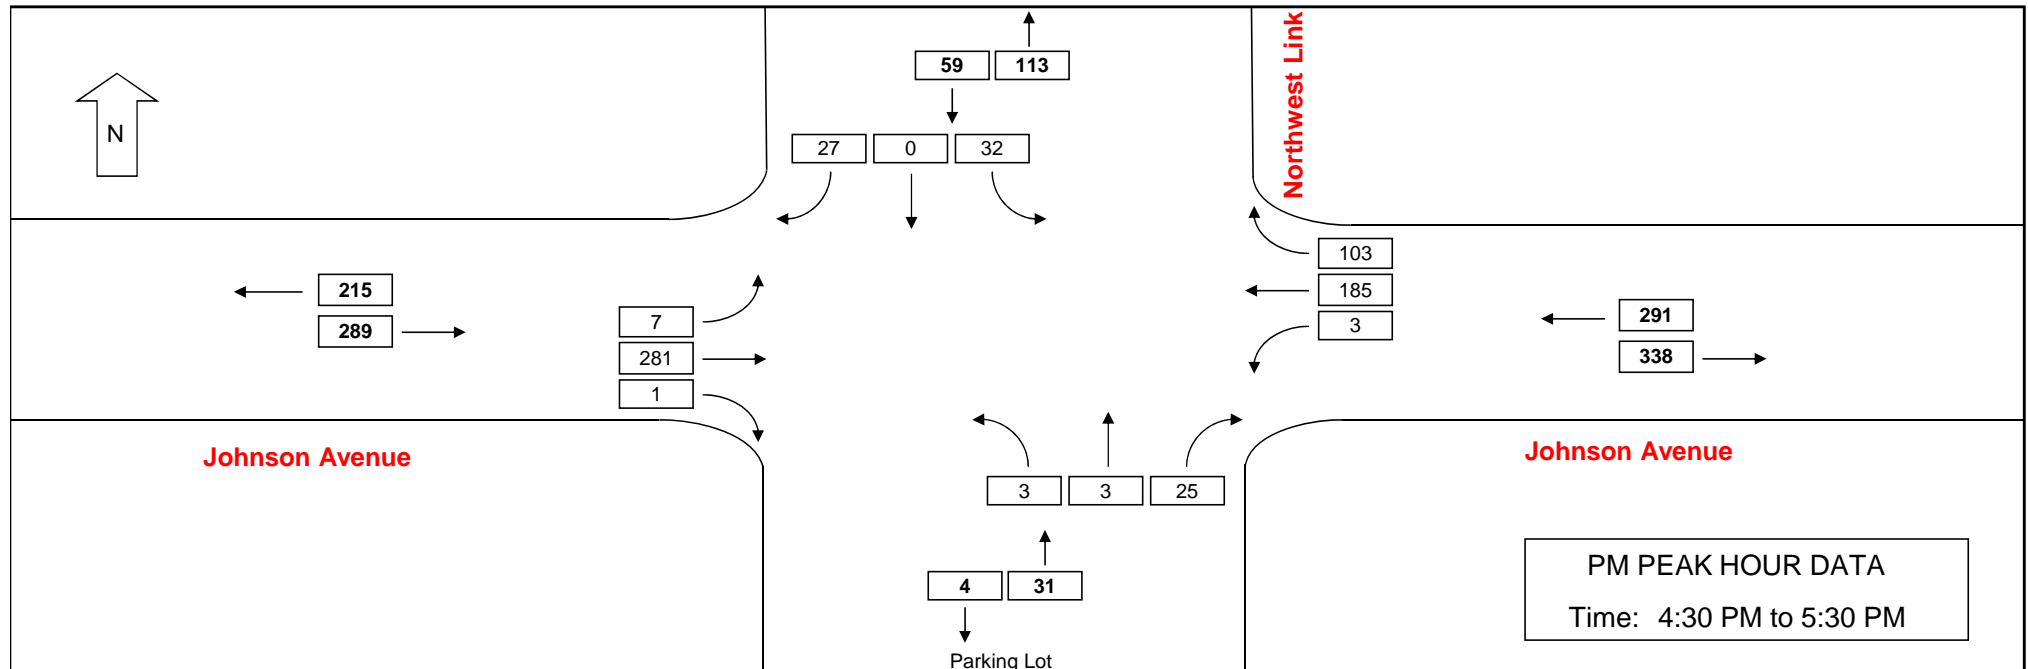 Northwest Link
59 113
N
27 0 32
103
185
3
215
289
7
281
1
291
338
Johnson Avenue
Johnson Avenue
3 3 25
4 31
Parking Lot
PM PEAK HOUR DATA
Time: 4:30 PM to 5:30 PM